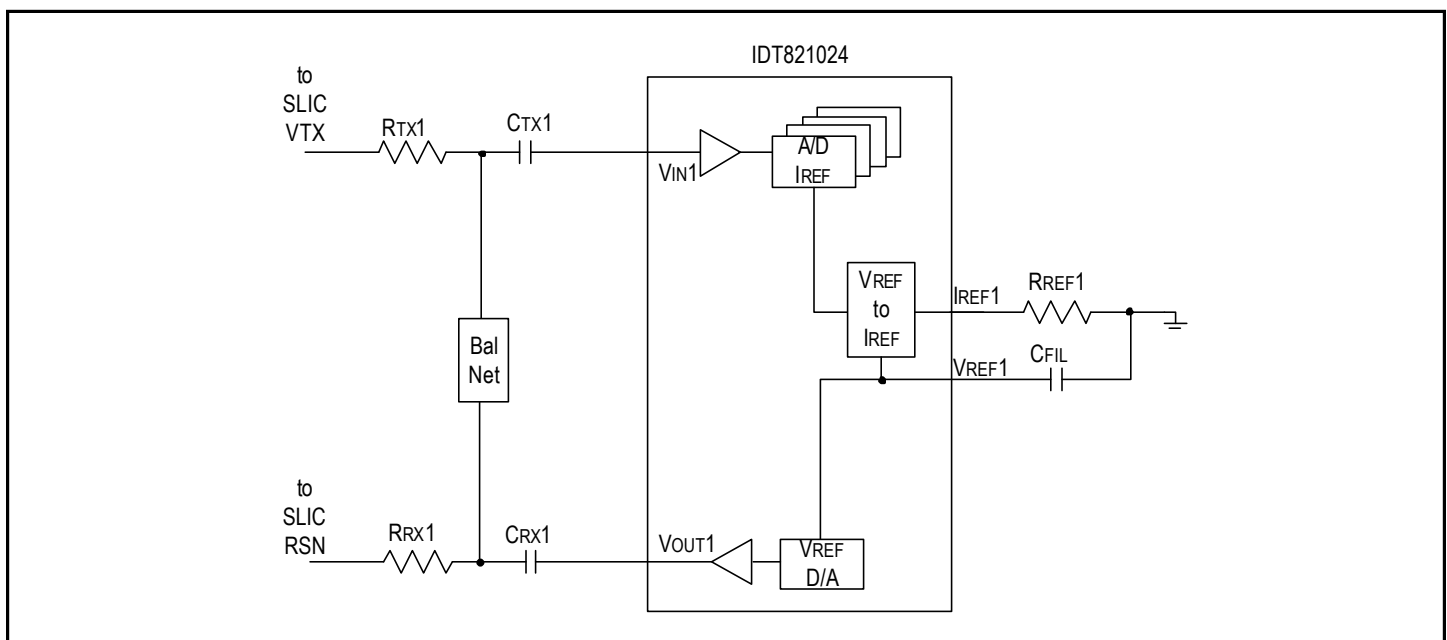 IDT821024
to
SLIC
VTX
RTX1
CTX1
VIN1
A/D
IREF
VREF
to
IREF
IREF1
RREF1
CFIL
VREF1
Bal
Net
to
SLIC
RSN
RRX1
CRX1
VOUT1
VREF
D/A